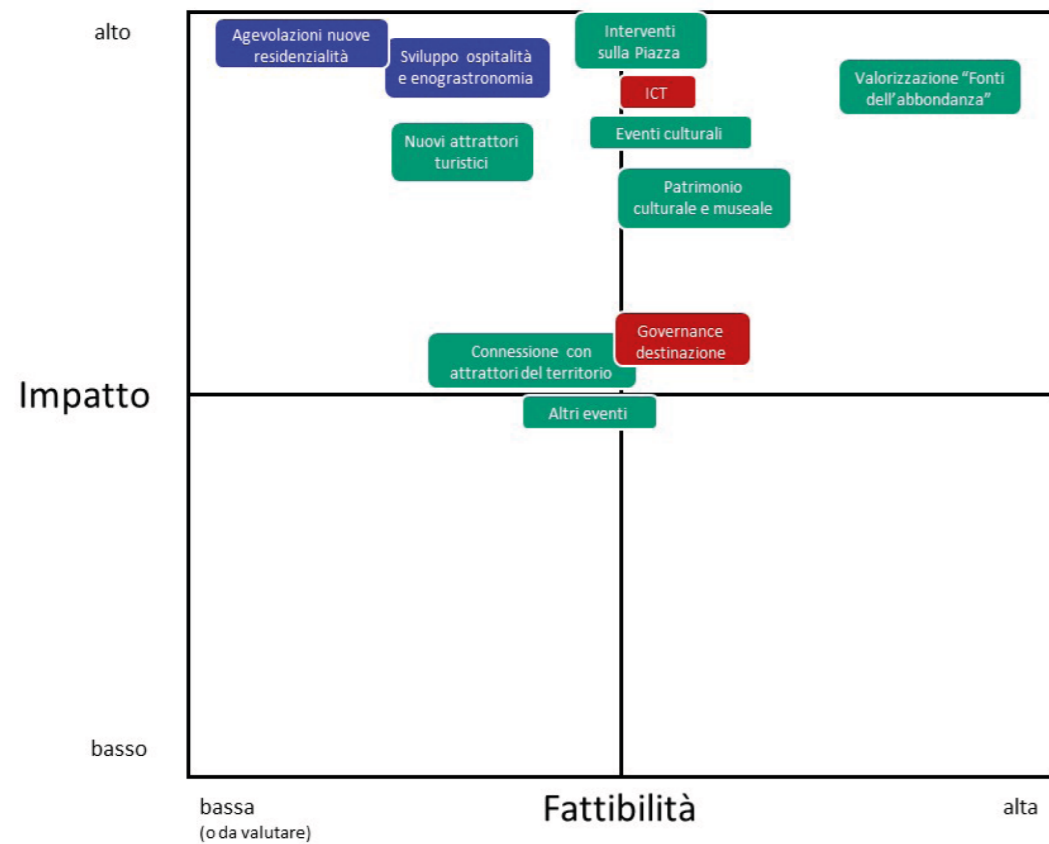 alto
Agevolazioni nuove
residenzialità
Sviluppo ospitalità
e enograstronomia
Interventi
sulla Piazza
ICT
Valorizzazione “Fonti
dell’abbondanza”
Eventi culturali
Nuovi attrattori
turistici
Patrimonio
culturale e museale
Governance
destinazione
Connessione con
attrattori del territorio
Impatto
Altri eventi
basso
bassa
(o da valutare)
Fattibilità
alta